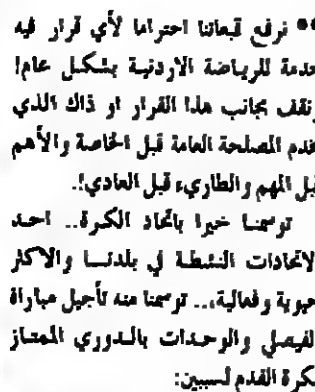 ** نرفع قبعاتنا احتراما لأي قرار فيه
خدمة للرياضة الاردنية بشكل عام!
ونقف بجانب هذا القرار او ذاك الذي
يخدم المصلحة العامة قبل الخاصة والأهم
قبل المهم والطاريء قبل العادي!.
توسمنا خيرا باتحاد الكرة.. احد
الاتحادات النشطة في بلدنا والاكثر
حيوية وفعالية،.. توسمنا منه تأجيل مباراة
الفيصلي والوحدات بالدوري الممتاز
لكرة القدم لسببين: